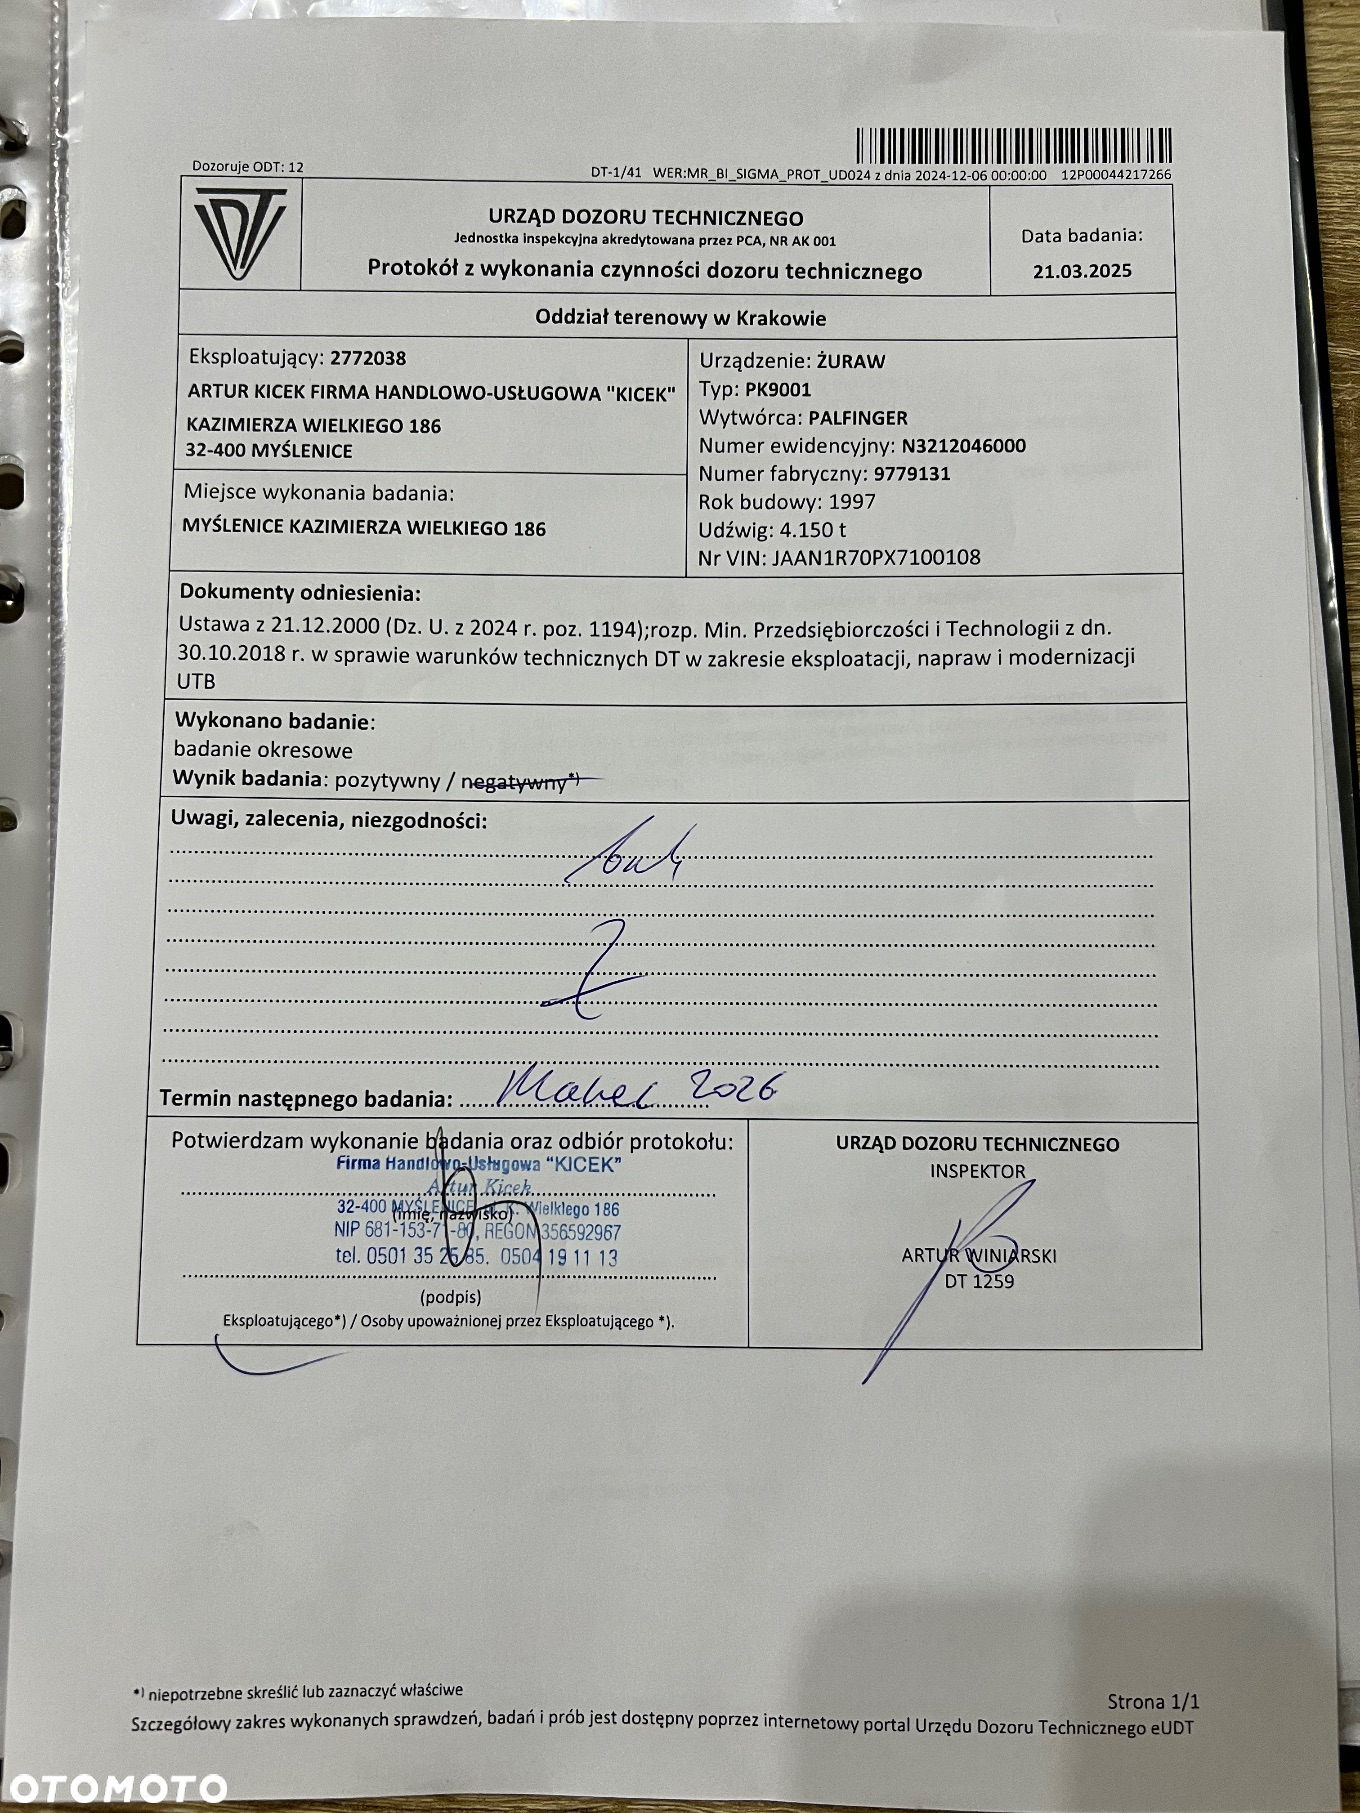 Dozoruje ODT: 12
DT-1/41 WER:MR_BI_SIGMA_PROT_UD024 z dnia 2024-12-06 00:00:00 12P00044217266
URZĄD DOZORU TECHNICZNEGO
Jednostka inspekcyjna akredytowana przez PCA, NR AK 001
Protokół z wykonania czynności dozoru technicznego
Data badania:
21.03.2025
Oddział terenowy w Krakowie
Eksploatujący: 2772038
ARTUR KICEK FIRMA HANDLOWO-USŁUGOWA "KICEK"
KAZIMIERZA WIELKIEGO 186
32-400 MYŚLENICE
Miejsce wykonania badania:
MYŚLENICE KAZIMIERZA WIELKIEGO 186
Urządzenie: ŻURAW
Typ: PK9001
Wytwórca: PALFINGER
Numer ewidencyjny: N3212046000
Numer fabryczny: 9779131
Rok budowy: 1997
Udźwig: 4.150 t
Nr VIN: JAAN1R70PX7100108
Dokumenty odniesienia:
Ustawa z 21.12.2000 (Dz. U. z 2024 r. poz. 1194);rozp. Min. Przedsiębiorczości i Technologii z dn.
30.10.2018 r. w sprawie warunków technicznych DT w zakresie eksploatacji, napraw i modernizacji
UTB
Wykonano badanie:
badanie okresowe
Wynik badania: pozytywny / negatywny*)
Uwagi, zalecenia, niezgodności:
Termin następnego badania: Marzec 2026
Potwierdzam wykonanie badania oraz odbiór protokołu:
Firma Handlowo-Usługowa "KICEK"
Artur Kicek
32-400 MYŚLENICE, K. Wielkiego 186
(imię, nazwisko)
NIP 681-153-71-80, REGON 356592967
tel. 0501 35 25 85. 0504 19 11 13
(podpis)
Eksploatującego*) / Osoby upoważnionej przez Eksploatującego *).
URZĄD DOZORU TECHNICZNEGO
INSPEKTOR
ARTUR WINIARSKI
DT 1259
*) niepotrzebne skreślić lub zaznaczyć właściwe
Strona 1/1
Szczegółowy zakres wykonanych sprawdzeń, badań i prób jest dostępny poprzez internetowy portal Urzędu Dozoru Technicznego eUDT
OTOMOTO